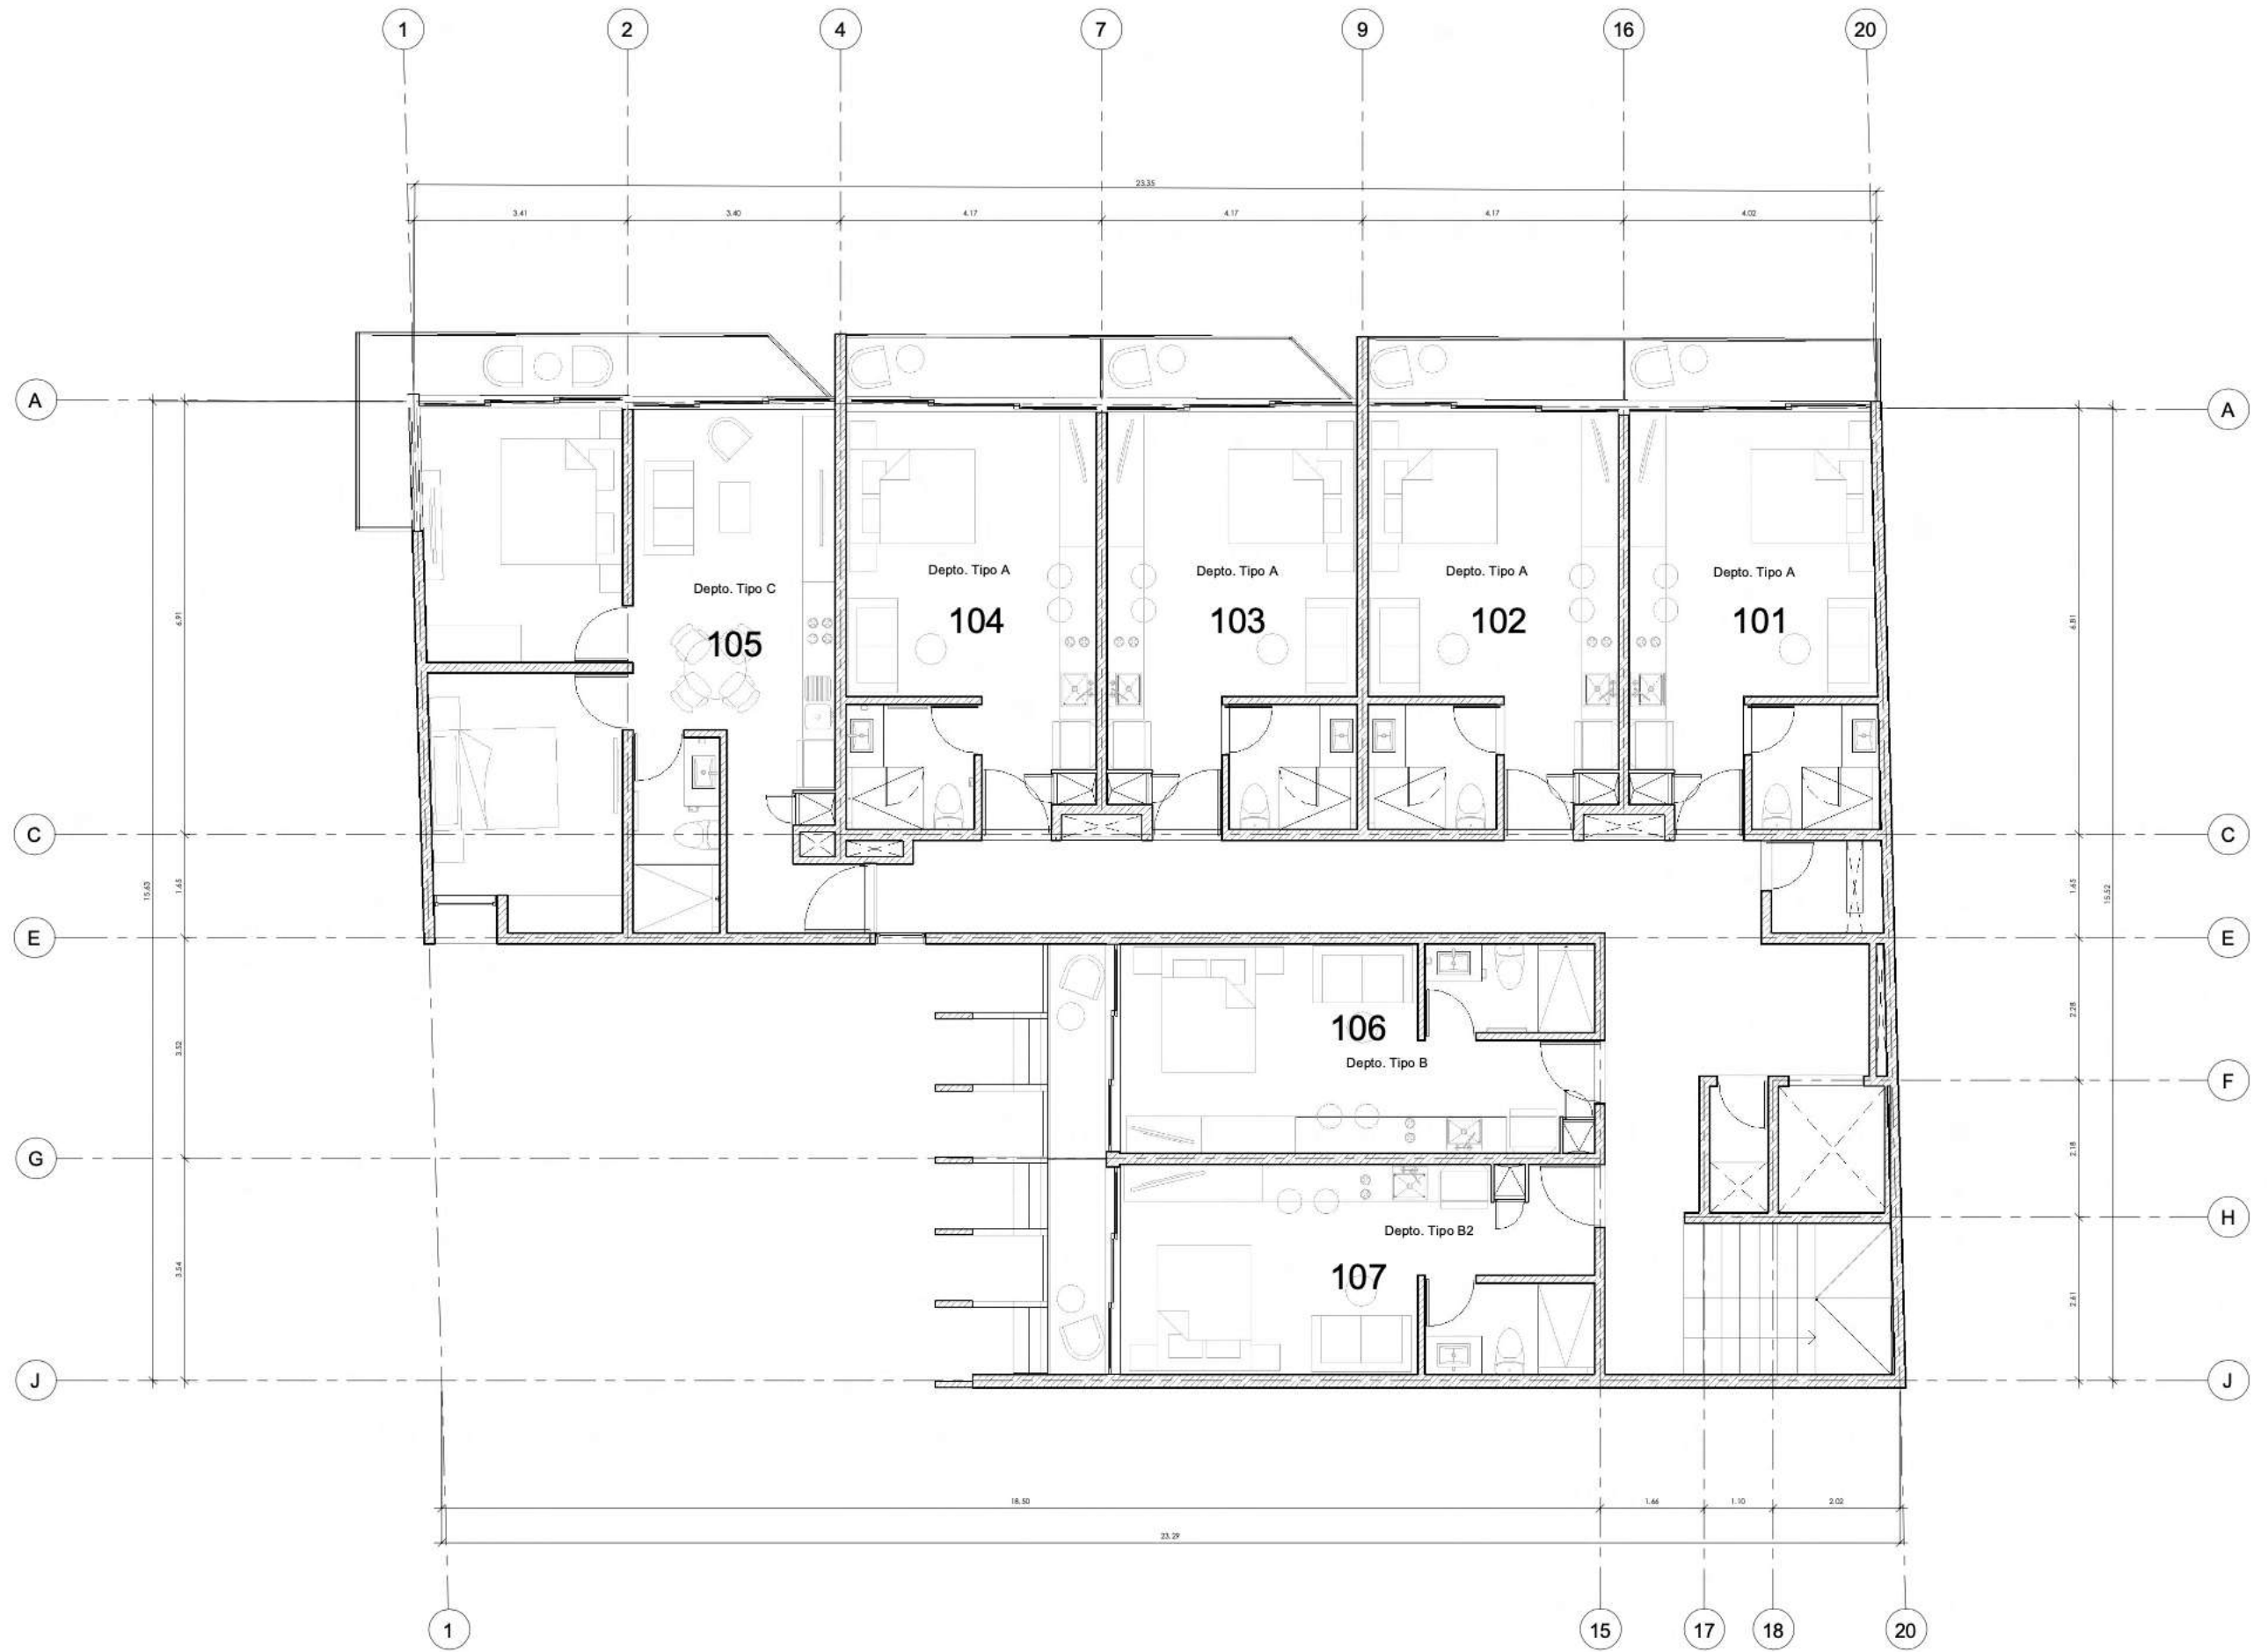 1 2 4 7 9 16 20
23.35
3.41 3.40 4.17 4.17 4.17 4.02
A A
Depto. Tipo C
105
Depto. Tipo A
104
Depto. Tipo A
103
Depto. Tipo A
102
Depto. Tipo A
101
6.91
6.81
C C
15.63
1.65
1.65
15.52
E E
3.52
2.28
106
Depto. Tipo B
F
G
2.18
Depto. Tipo B2
107
H
3.54
2.61
J J
18.50 1.66 1.10 2.02
23.29
1 15 17 18 20